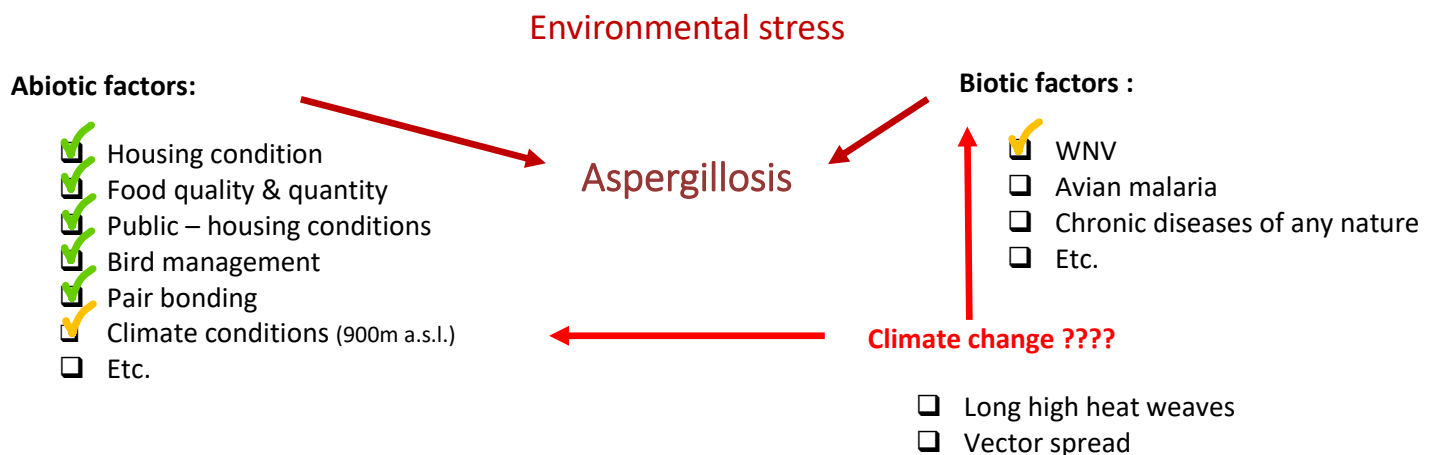 Environmental stress
Abiotic factors:
Housing condition
Food quality & quantity
Public – housing conditions
Bird management
Pair bonding
Climate conditions (900m a.s.l.)
Etc.
Aspergillosis
Biotic factors :
WNV
Avian malaria
Chronic diseases of any nature
Etc.
Climate change ????
Long high heat weaves
Vector spread